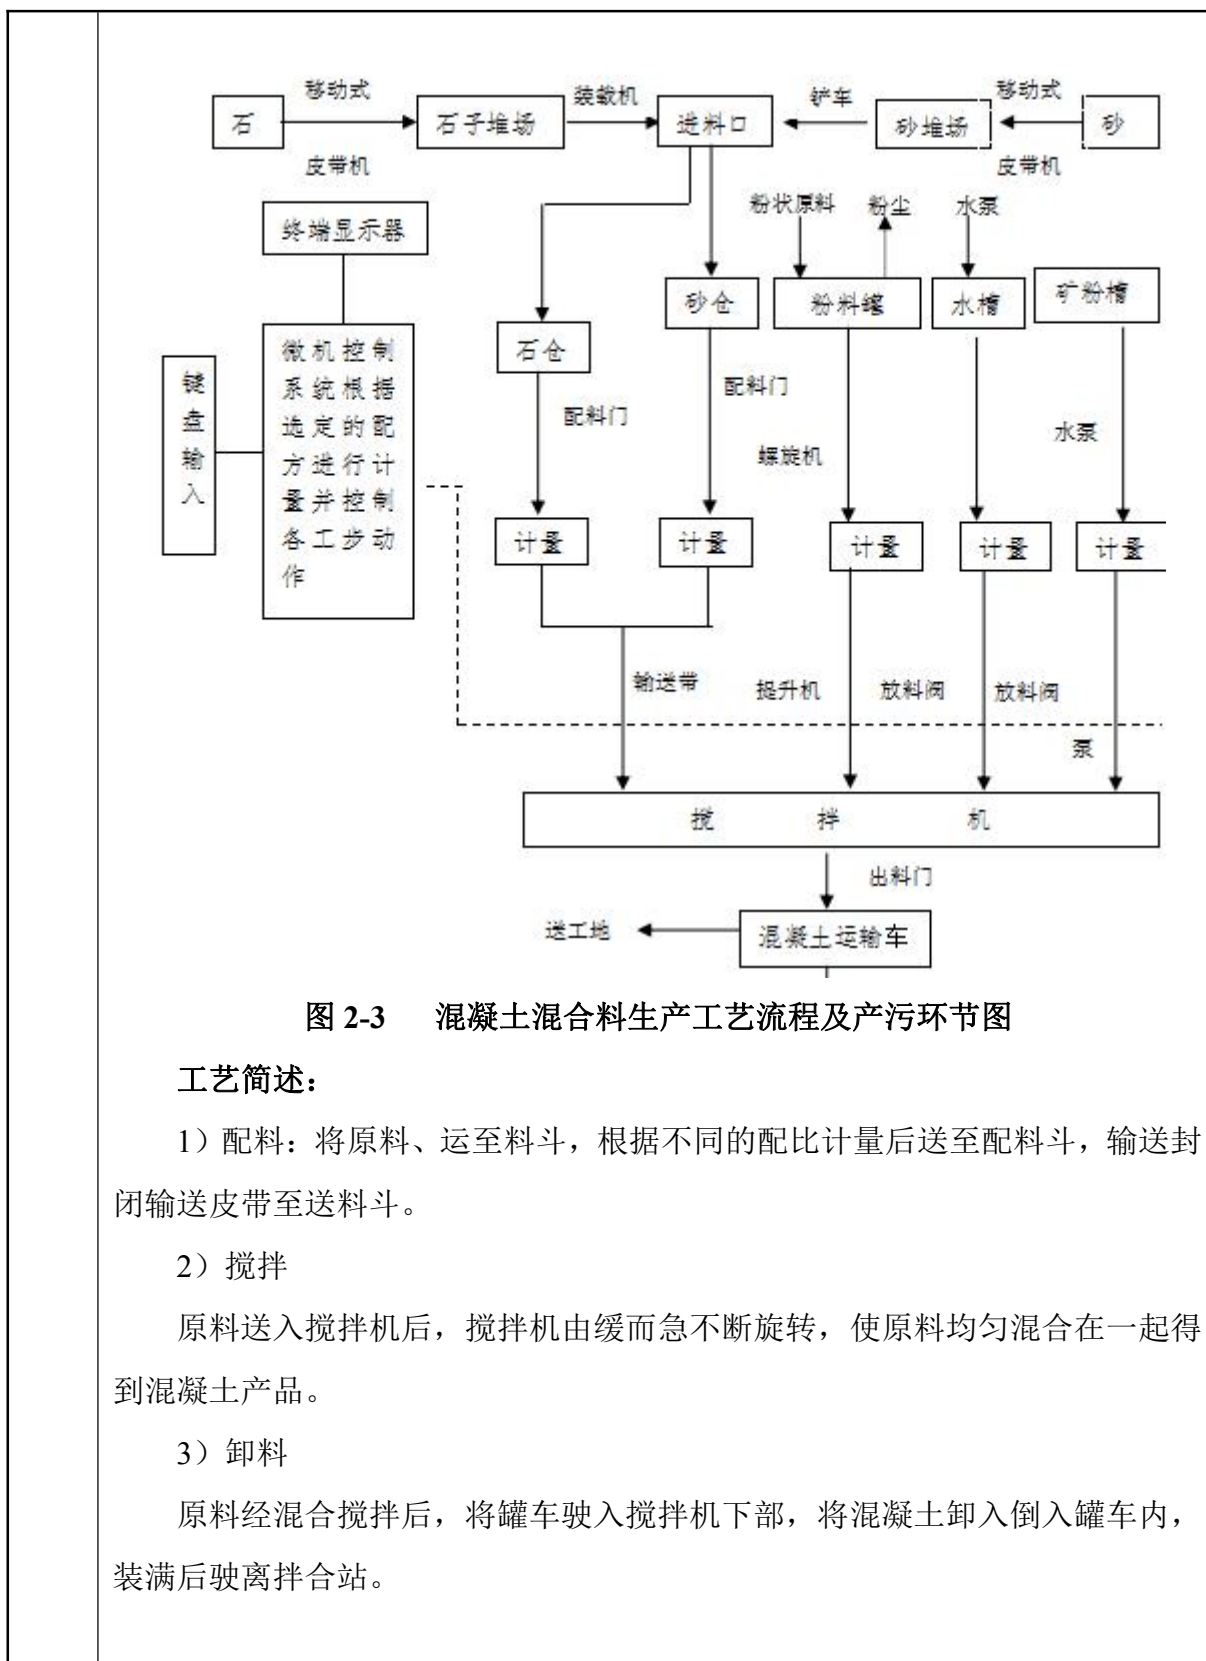 移动式 装载机 铲车 移动式
石 石子堆场 进料口 砂堆场 砂
皮带机 皮带机
粉状原料 粉尘 水泵
终端显示器
砂仓 粉料罐 水槽 矿粉槽
石仓
键盘输入
微机控制
系统根据
选定的配
方进行计
量并控制
各工步动
作
配料门 配料门
螺旋机 水泵
计量 计量 计量 计量 计量
输送带 提升机 放料阀 放料阀
泵
搅 拌 机
出料门
送工地 混凝土运输车
图 2-3 混凝土混合料生产工艺流程及产污环节图
工艺简述：
1）配料：将原料、运至料斗，根据不同的配比计量后送至配料斗，输送封
闭输送皮带至送料斗。
2）搅拌
原料送入搅拌机后，搅拌机由缓而急不断旋转，使原料均匀混合在一起得
到混凝土产品。
3）卸料
原料经混合搅拌后，将罐车驶入搅拌机下部，将混凝土卸入倒入罐车内，
装满后驶离拌合站。